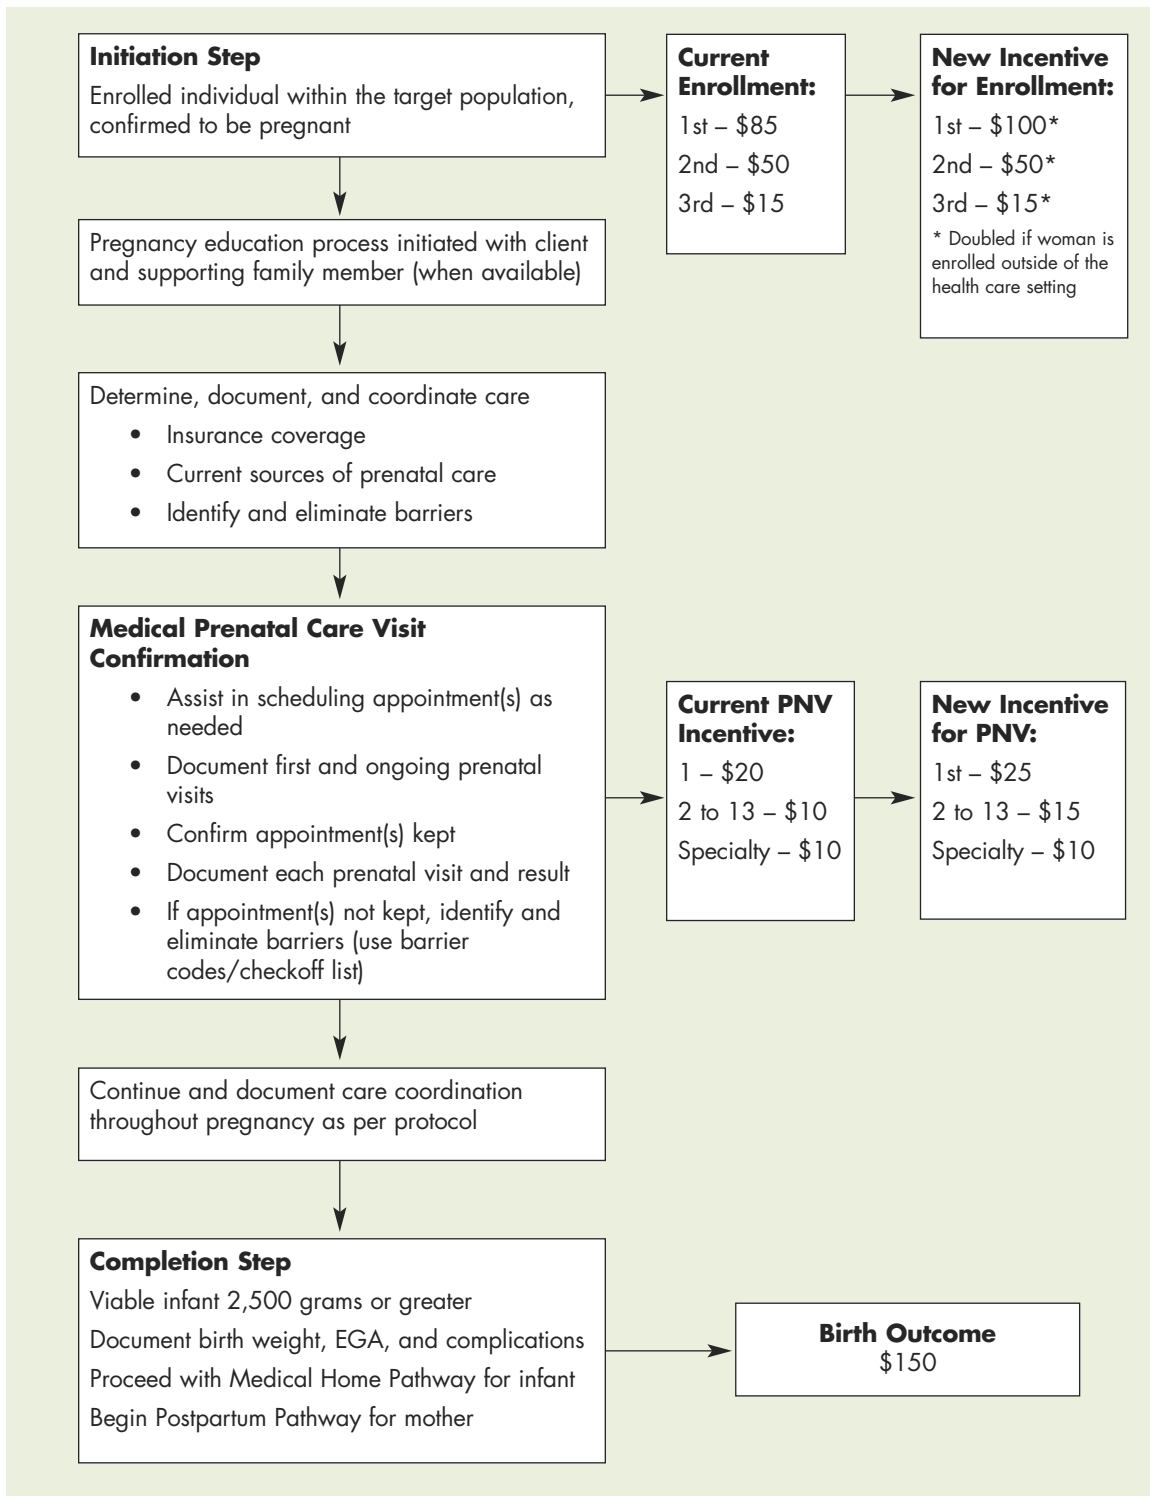 Initiation Step
Enrolled individual within the target population,
confirmed to be pregnant
Current
Enrollment:
1st – $85
2nd – $50
3rd – $15
New Incentive
for Enrollment:
1st – $100*
2nd – $50*
3rd – $15*
* Doubled if woman is
enrolled outside of the
health care setting
Pregnancy education process initiated with client
and supporting family member (when available)
Determine, document, and coordinate care
• Insurance coverage
• Current sources of prenatal care
• Identify and eliminate barriers
Medical Prenatal Care Visit
Confirmation
• Assist in scheduling appointment(s) as
needed
• Document first and ongoing prenatal
visits
• Confirm appointment(s) kept
• Document each prenatal visit and result
• If appointment(s) not kept, identify and
eliminate barriers (use barrier
codes/checkoff list)
Current PNV
Incentive:
1 – $20
2 to 13 – $10
Specialty – $10
New Incentive
for PNV:
1st – $25
2 to 13 – $15
Specialty – $10
Continue and document care coordination
throughout pregnancy as per protocol
Completion Step
Viable infant 2,500 grams or greater
Document birth weight, EGA, and complications
Proceed with Medical Home Pathway for infant
Begin Postpartum Pathway for mother
Birth Outcome
$150